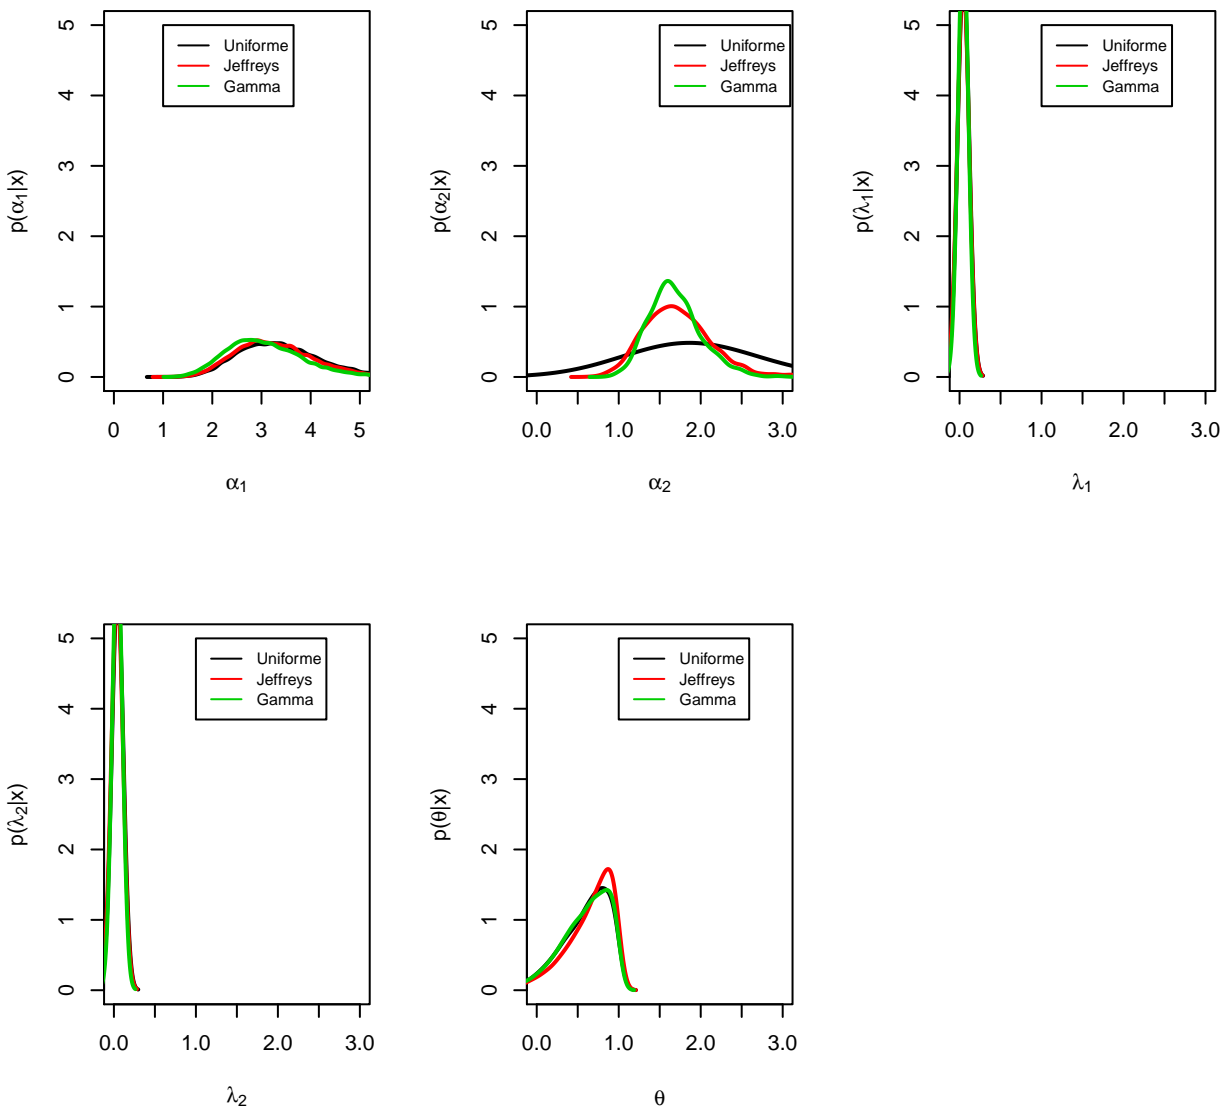 p(α1|x)
5
4
3
2
1
0
Uniforme
Jeffreys
Gamma
0 1 2 3 4 5
α1
p(α2|x)
5
4
3
2
1
0
Uniforme
Jeffreys
Gamma
0.0 1.0 2.0 3.0
α2
p(λ1|x)
5
4
3
2
1
0
Uniforme
Jeffreys
Gamma
0.0 1.0 2.0 3.0
λ1
p(λ2|x)
5
4
3
2
1
0
Uniforme
Jeffreys
Gamma
0.0 1.0 2.0 3.0
λ2
p(θ|x)
5
4
3
2
1
0
Uniforme
Jeffreys
Gamma
0.0 1.0 2.0 3.0
θ